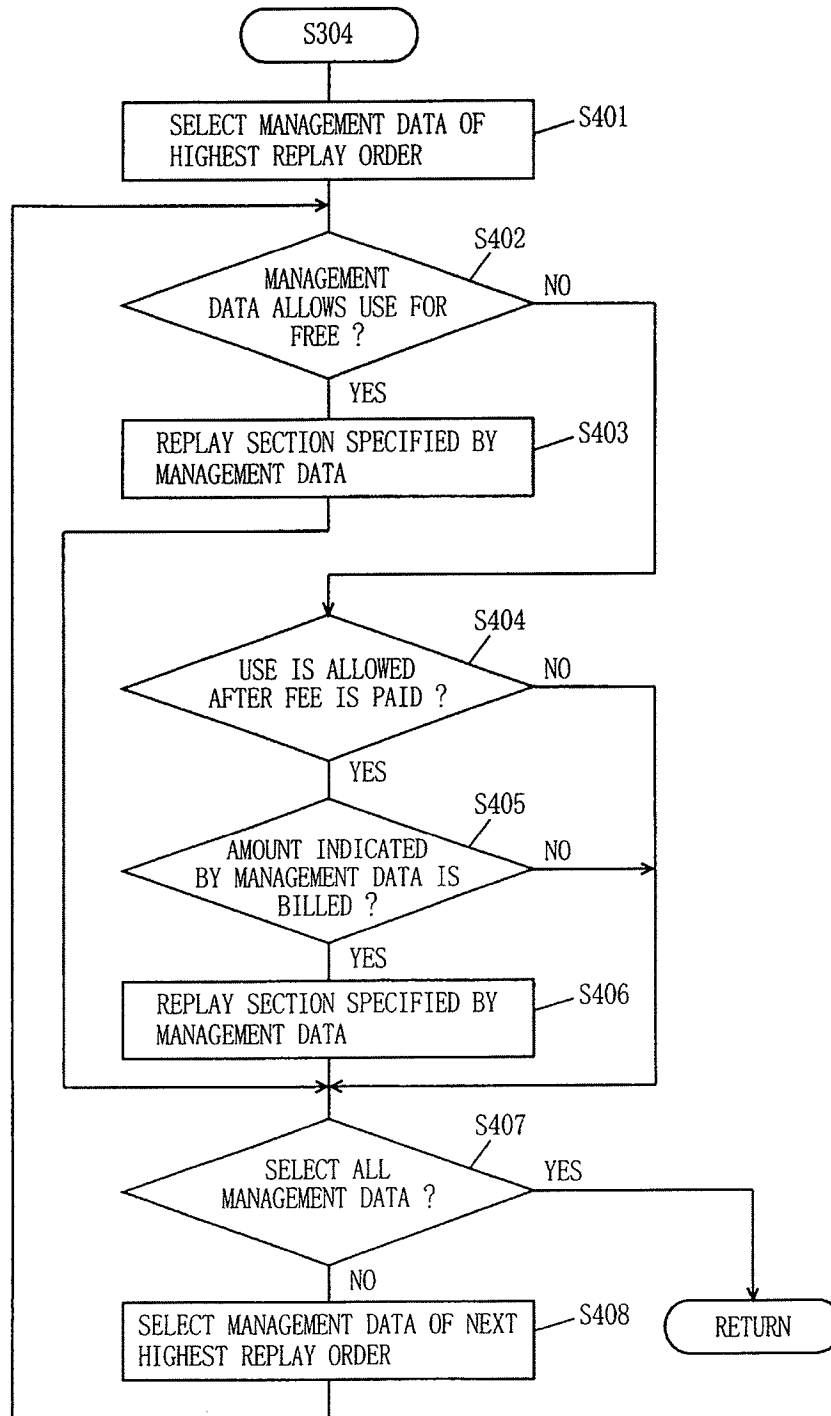 S304
SELECT MANAGEMENT DATA OF
HIGHEST REPLAY ORDER
S401
S402
MANAGEMENT
DATA ALLOWS USE FOR
FREE ?
NO
YES
REPLAY SECTION SPECIFIED BY
MANAGEMENT DATA
S403
S404
USE IS ALLOWED
AFTER FEE IS PAID ?
NO
YES
S405
AMOUNT INDICATED
BY MANAGEMENT DATA IS
BILLED ?
NO
YES
REPLAY SECTION SPECIFIED BY
MANAGEMENT DATA
S406
S407
SELECT ALL
MANAGEMENT DATA ?
YES
NO
SELECT MANAGEMENT DATA OF NEXT
HIGHEST REPLAY ORDER
S408
RETURN